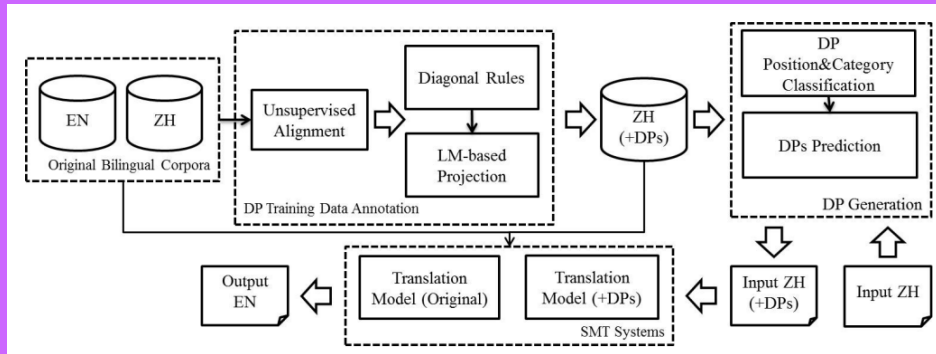 EN
ZH
Original Bilingual Corpora
Unsupervised
Alignment
Diagonal Rules
LM-based
Projection
DP Training Data Annotation
ZH
(+DPs)
DP
Position&Category
Classification
DPs Prediction
DP Generation
Output
EN
Translation
Model (Original)
Translation
Model (+DPs)
SMT Systems
Input ZH
(+DPs)
Input ZH